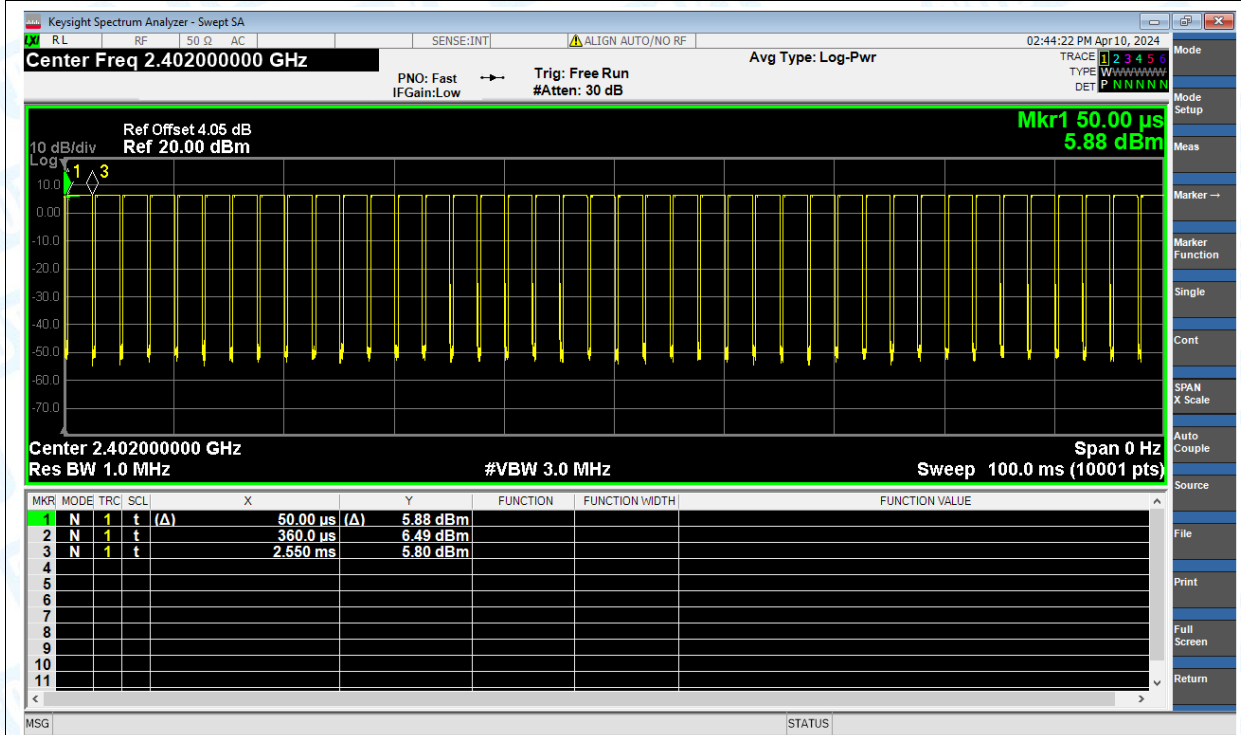 Keysight Spectrum Analyzer - Swept SA
LXI RL RF 50 Ω AC SENSE:INT ALIGN AUTO/NO RF 02:44:22 PM Apr 10, 2024
Center Freq 2.402000000 GHz
PNO: Fast
IFGain:Low
Trig: Free Run
#Atten: 30 dB
Avg Type: Log-Pwr
TRACE 1 2 3 4 5 6
TYPE WWWWWW
DET P N N N N N
Ref Offset 4.05 dB
10 dB/div Ref 20.00 dBm
Log
Mkr1 50.00 µs
5.88 dBm
1 3
10.0
0.00
-10.0
-20.0
-30.0
-40.0
-50.0
-60.0
-70.0
Center 2.402000000 GHz Span 0 Hz
Res BW 1.0 MHz #VBW 3.0 MHz Sweep 100.0 ms (10001 pts)
MKR MODE TRC SCL X Y FUNCTION FUNCTION WIDTH FUNCTION VALUE
1 N 1 t (Δ) 50.00 µs (Δ) 5.88 dBm
2 N 1 t 360.0 µs 6.49 dBm
3 N 1 t 2.550 ms 5.80 dBm
4
5
6
7
8
9
10
11
MSG STATUS
Mode
Mode
Setup
Meas
Marker →
Marker
Function
Single
Cont
SPAN
X Scale
Auto
Couple
Source
File
Print
Full
Screen
Return